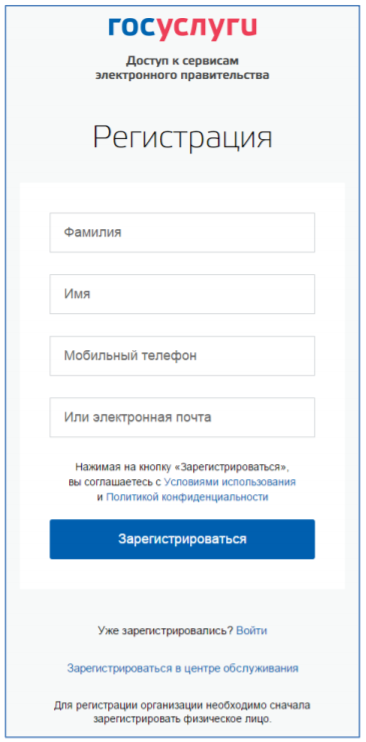 госуслуги
Доступ к сервисам
электронного правительства
Регистрация
Фамилия
Имя
Мобильный телефон
Или электронная почта
Нажимая на кнопку «Зарегистрироваться»,
вы соглашаетесь с Условиями использования
и Политикой конфиденциальности
Зарегистрироваться
Уже зарегистрировались? Войти
Зарегистрироваться в центре обслуживания
Для регистрации организации необходимо сначала
зарегистрировать физическое лицо.